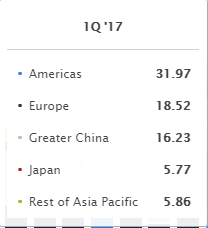 1Q '17
Americas 31.97
Europe 18.52
Greater China 16.23
Japan 5.77
Rest of Asia Pacific 5.86